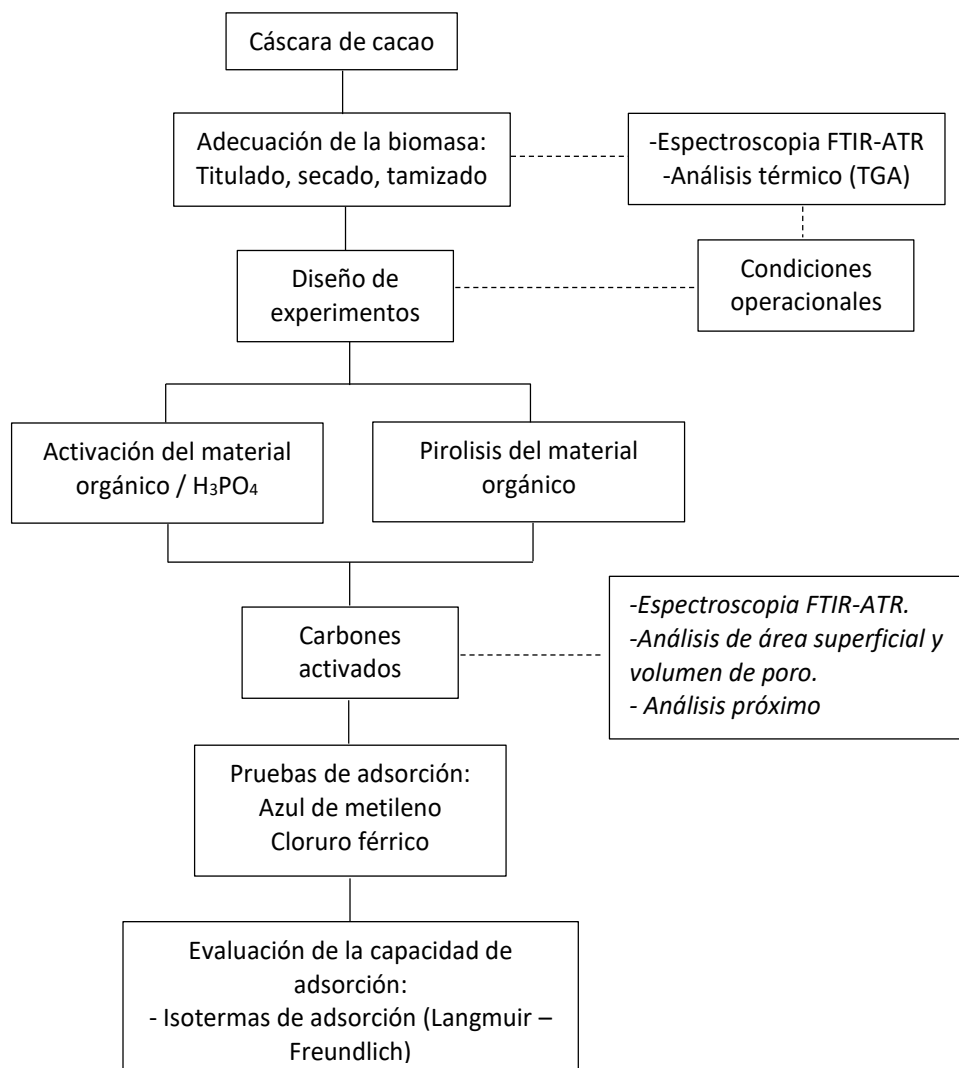 Cáscara de cacao
Adecuación de la biomasa:
Titulado, secado, tamizado
-Espectroscopia FTIR-ATR
-Análisis térmico (TGA)
Diseño de
experimentos
Condiciones
operacionales
Activación del material
orgánico / H₃PO₄
Pirolisis del material
orgánico
Carbones
activados
-Espectroscopia FTIR-ATR.
-Análisis de área superficial y
volumen de poro.
- Análisis próximo
Pruebas de adsorción:
Azul de metileno
Cloruro férrico
Evaluación de la capacidad de
adsorción:
- Isotermas de adsorción (Langmuir –
Freundlich)